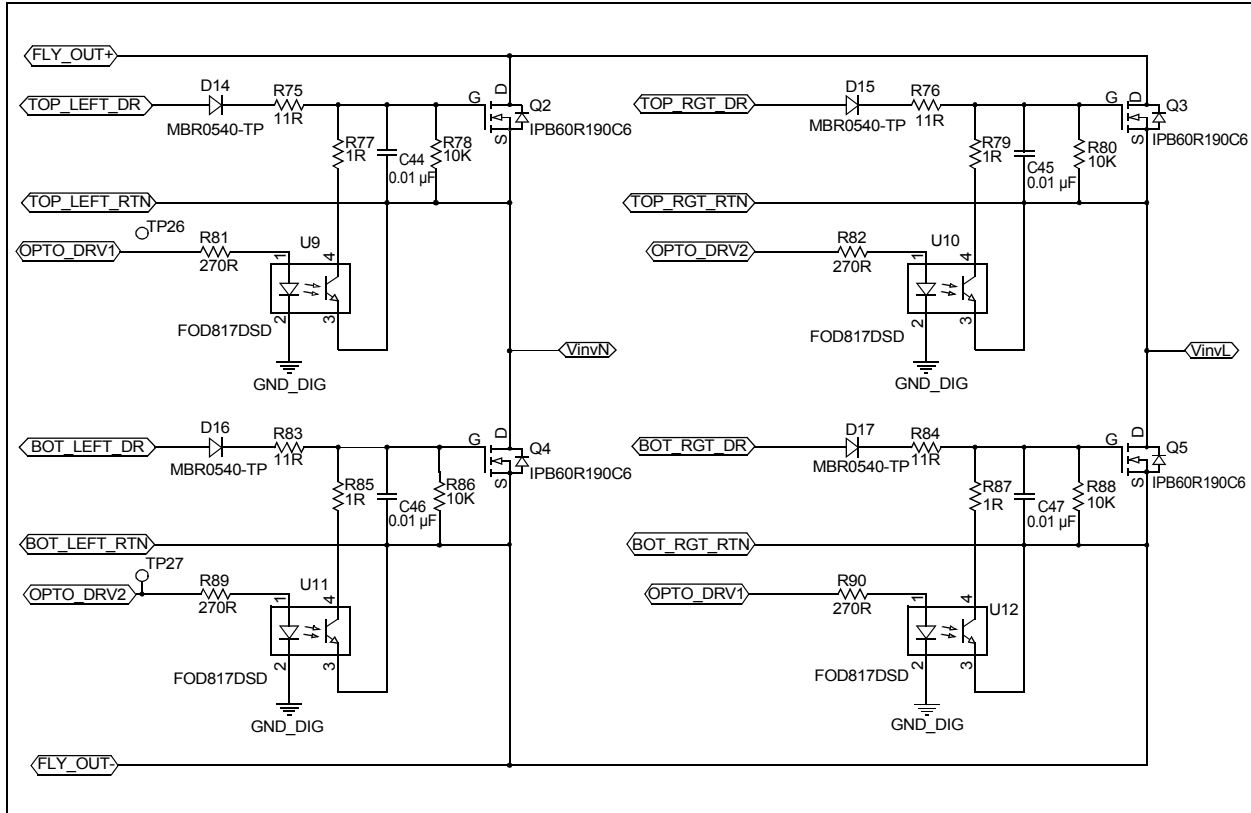 FLY_OUT+
TOP_LEFT_DR
D14
MBR0540-TP
R75
11R
R77
1R
C44
0.01 µF
R78
10K
G
D
S
Q2
IPB60R190C6
TOP_LEFT_RTN
TP26
OPTO_DRV1
R81
270R
U9
1
4
2
3
FOD817DSD
GND_DIG
VinvN
TOP_RGT_DR
D15
MBR0540-TP
R76
11R
R79
1R
C45
0.01 µF
R80
10K
G
D
S
Q3
IPB60R190C6
TOP_RGT_RTN
OPTO_DRV2
R82
270R
U10
1
4
2
3
FOD817DSD
GND_DIG
VinvL
BOT_LEFT_DR
D16
MBR0540-TP
R83
11R
R85
1R
C46
0.01 µF
R86
10K
G
D
S
Q4
IPB60R190C6
BOT_LEFT_RTN
TP27
OPTO_DRV2
R89
270R
U11
1
4
2
3
FOD817DSD
GND_DIG
BOT_RGT_DR
D17
MBR0540-TP
R84
11R
R87
1R
C47
0.01 µF
R88
10K
G
D
S
Q5
IPB60R190C6
BOT_RGT_RTN
OPTO_DRV1
R90
270R
U12
1
4
2
3
FOD817DSD
GND_DIG
FLY_OUT-